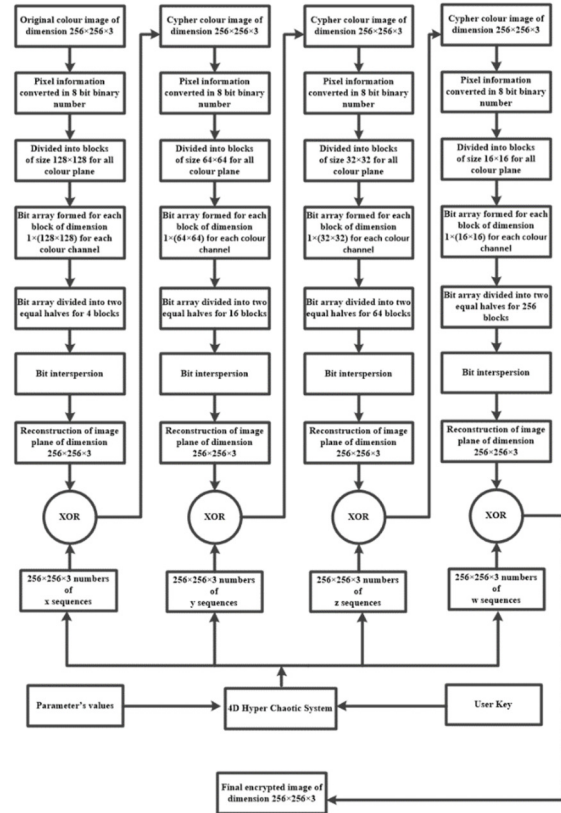 Original colour image of
dimension 256×256×3
Pixel information
converted in 8 bit binary
number
Divided into blocks
of size 128×128 for all
colour plane
Bit array formed for each
block of dimension
1×(128×128) for each
colour channel
Bit array divided into two
equal halves for 4 blocks
Bit interspersion
Reconstruction of image
plane of dimension
256×256×3
XOR
256×256×3 numbers
of
x sequences
Cypher colour image of
dimension 256×256×3
Pixel information
converted in 8 bit binary
number
Divided into blocks
of size 64×64 for all
colour plane
Bit array formed for each
block of dimension
1×(64×64) for each colour
channel
Bit array divided into two
equal halves for 16 blocks
Bit interspersion
Reconstruction of image
plane of dimension
256×256×3
XOR
256×256×3 numbers
of
y sequences
Cypher colour image of
dimension 256×256×3
Pixel information
converted in 8 bit binary
number
Divided into blocks
of size 32×32 for all
colour plane
Bit array formed for each
block of dimension
1×(32×32) for each colour
channel
Bit array divided into two
equal halves for 64 blocks
Bit interspersion
Reconstruction of image
plane of dimension
256×256×3
XOR
256×256×3 numbers
of
z sequences
Cypher colour image of
dimension 256×256×3
Pixel information
converted in 8 bit binary
number
Divided into blocks
of size 16×16 for all
colour plane
Bit array formed for each
block of dimension
1×(16×16) for each colour
channel
Bit array divided into two
equal halves for 256
blocks
Bit interspersion
Reconstruction of image
plane of dimension
256×256×3
XOR
256×256×3 numbers
of
w sequences
Parameter's values
4D Hyper Chaotic System
User Key
Final encrypted image of
dimension 256×256×3